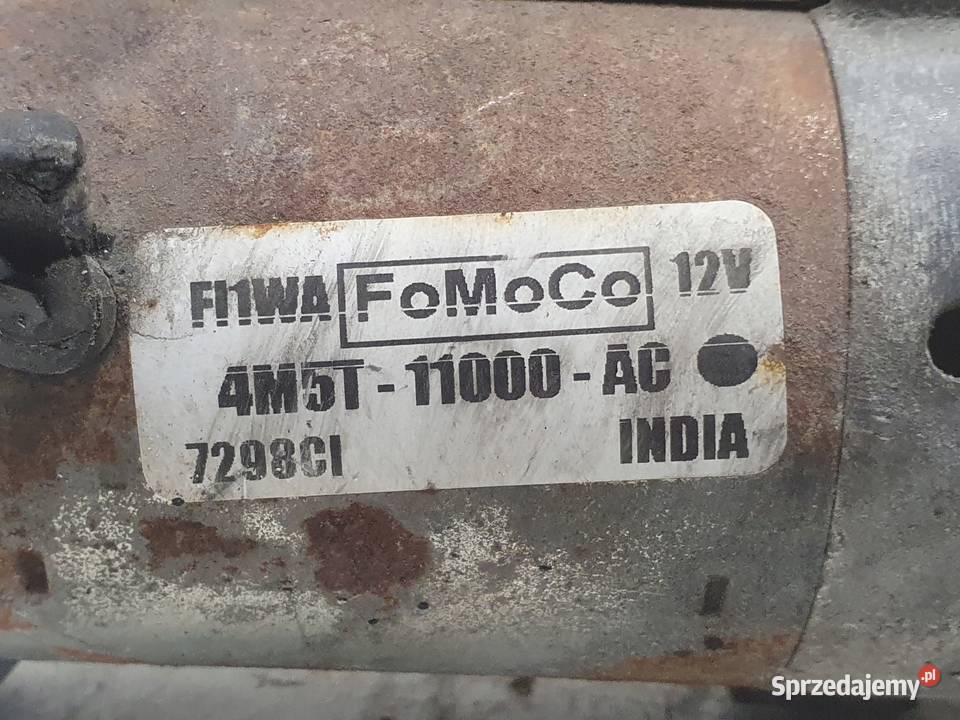 FI1WA FoMoCo 12V
4M5T-11000-AC
7298CI INDIA
Sprzedajemy.pl